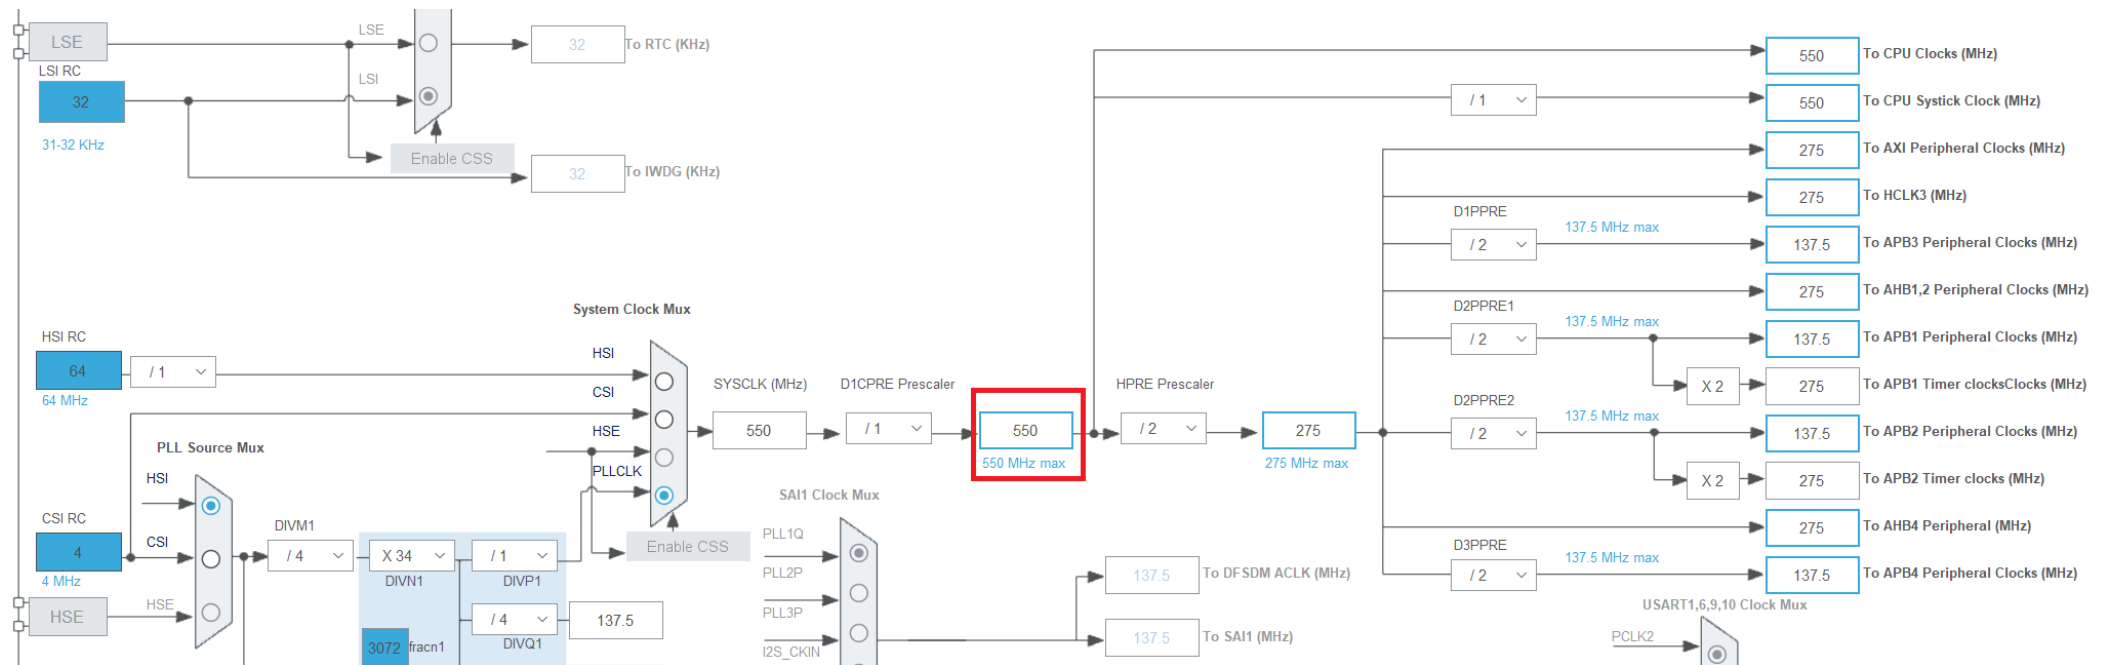 LSE
LSE
32
To RTC (KHz)
LSI RC
32
LSI
31-32 KHz
Enable CSS
32
To IWDG (KHz)
550
To CPU Clocks (MHz)
/ 1
550
To CPU Systick Clock (MHz)
275
To AXI Peripheral Clocks (MHz)
275
To HCLK3 (MHz)
D1PPRE
/ 2
137.5 MHz max
137.5
To APB3 Peripheral Clocks (MHz)
275
To AHB1,2 Peripheral Clocks (MHz)
D2PPRE1
/ 2
137.5 MHz max
137.5
To APB1 Peripheral Clocks (MHz)
X 2
275
To APB1 Timer clocksClocks (MHz)
D2PPRE2
/ 2
137.5 MHz max
137.5
To APB2 Peripheral Clocks (MHz)
X 2
275
To APB2 Timer clocks (MHz)
275
To AHB4 Peripheral (MHz)
D3PPRE
/ 2
137.5 MHz max
137.5
To APB4 Peripheral Clocks (MHz)
System Clock Mux
HSI RC
64
/ 1
64 MHz
HSI
CSI
HSE
PLLCLK
Enable CSS
SYSCLK (MHz)
550
D1CPRE Prescaler
/ 1
550
550 MHz max
HPRE Prescaler
/ 2
275
275 MHz max
PLL Source Mux
HSI
CSI RC
4
4 MHz
CSI
HSE
HSE
DIVM1
/ 4
X 34
DIVN1
/ 1
DIVP1
/ 4
DIVQ1
137.5
3072
fracn1
SAI1 Clock Mux
PLL1Q
PLL2P
PLL3P
I2S_CKIN
137.5
To DFSDM ACLK (MHz)
137.5
To SAI1 (MHz)
USART1,6,9,10 Clock Mux
PCLK2